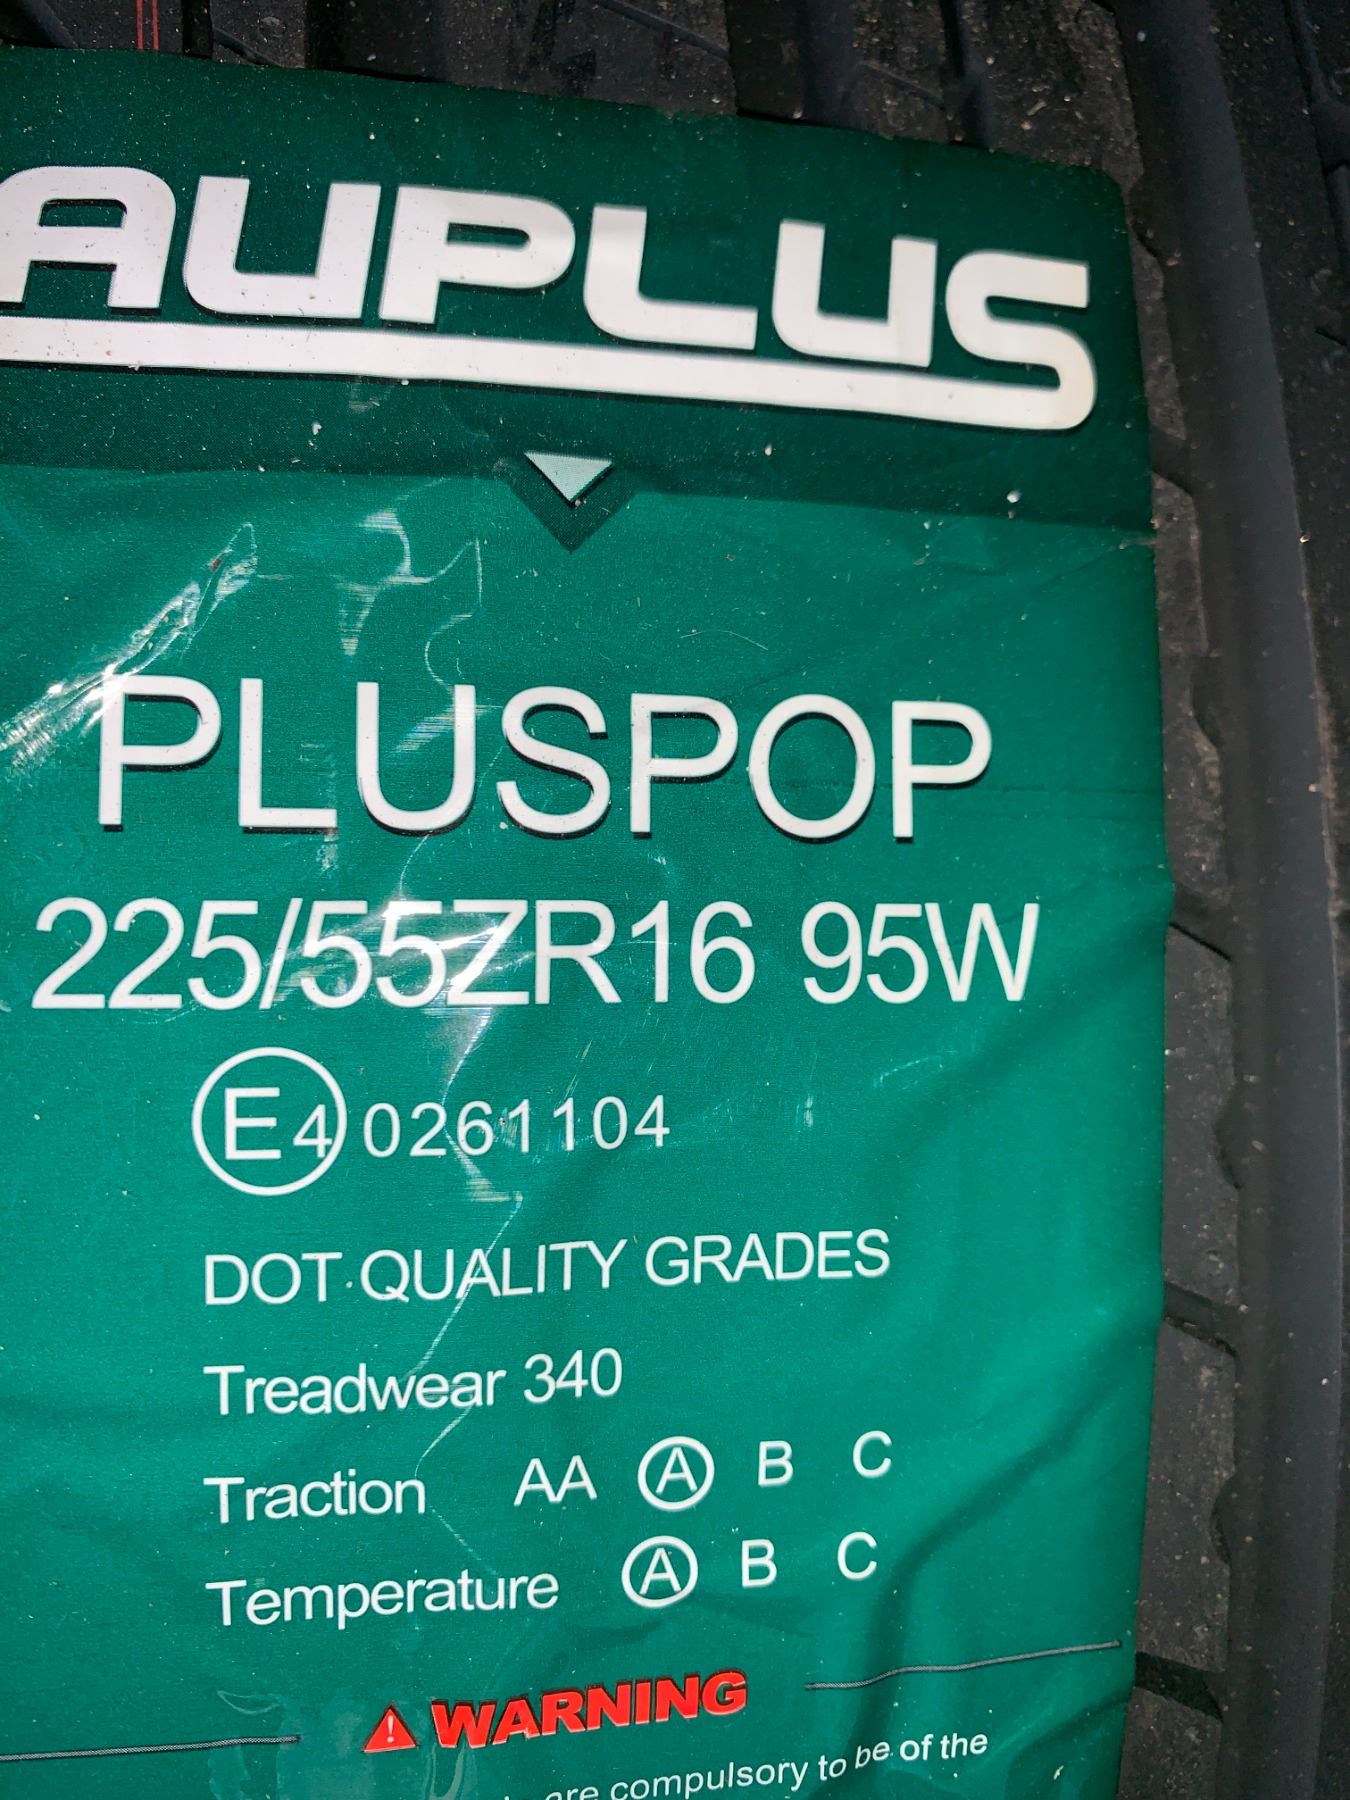 AUPLUS
PLUSPOP
225/55ZR16 95W
E4 0261104
DOT QUALITY GRADES
Treadwear 340
Traction AA A B C
Temperature A B C
WARNING
are compulsory to be of the